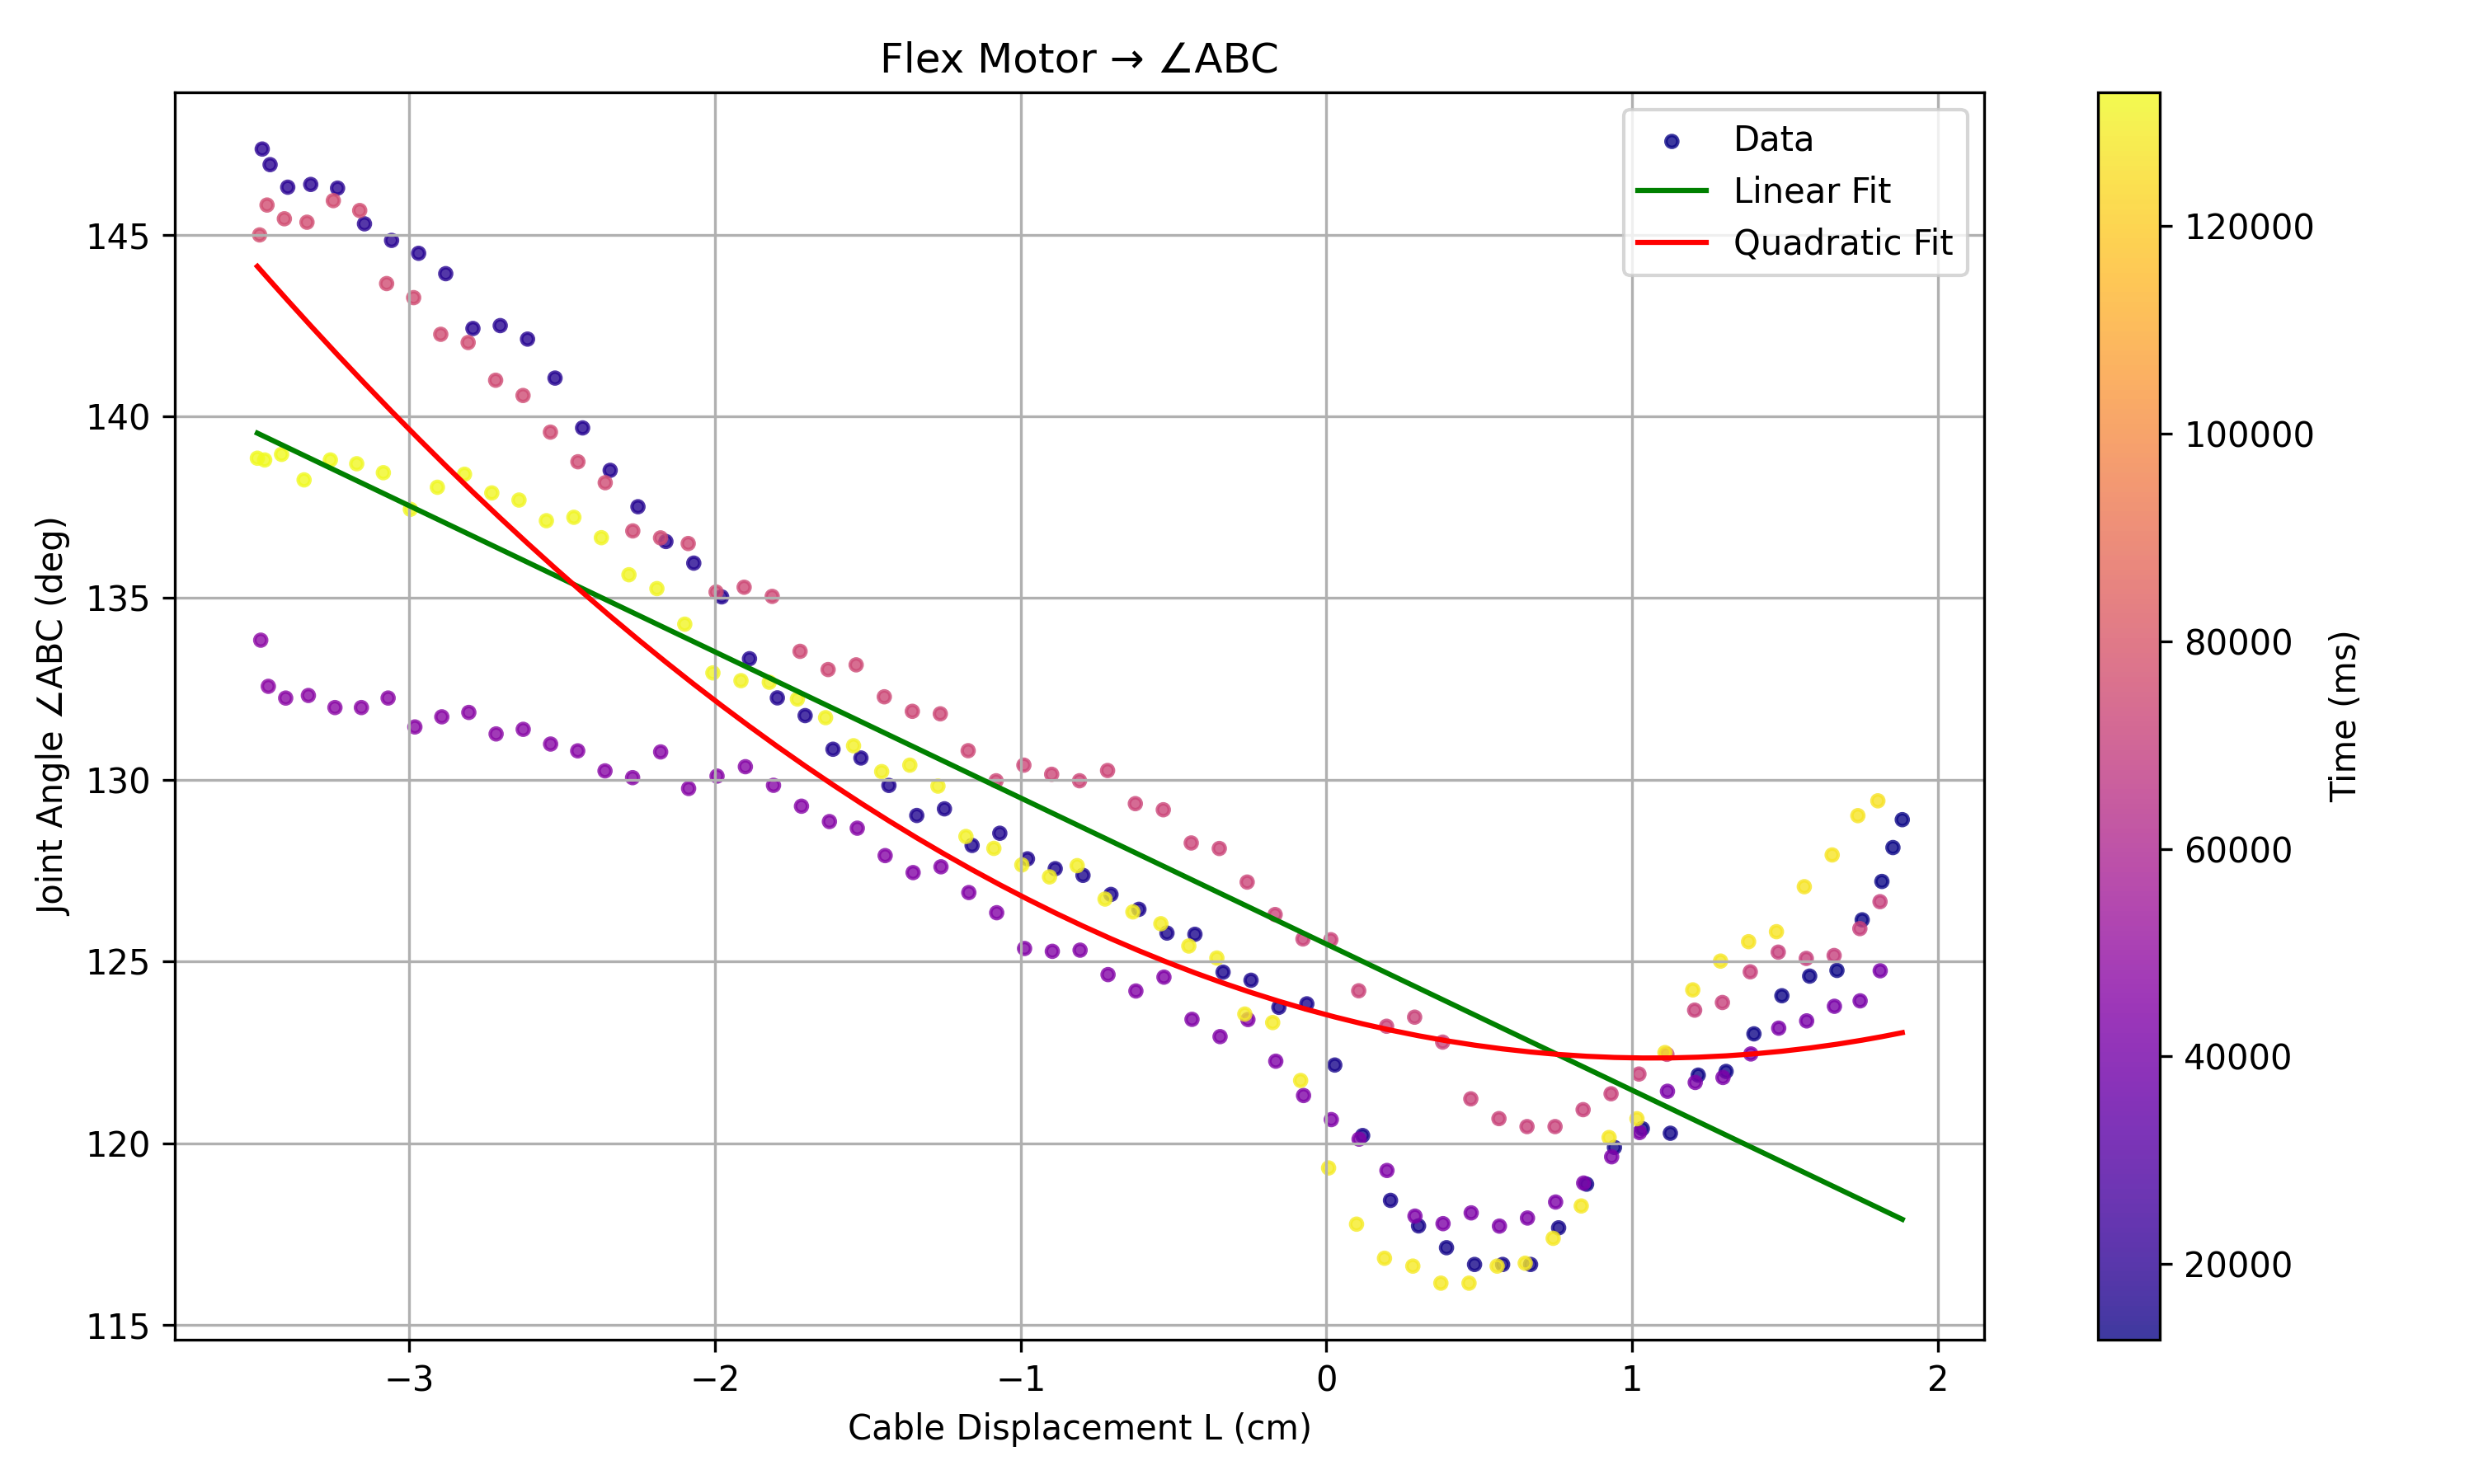 Flex Motor → ∠ABC
Data
Linear Fit
Quadratic Fit
Joint Angle ∠ABC (deg)
145
140
135
130
125
120
115
−3
−2
−1
0
1
2
Cable Displacement L (cm)
120000
100000
80000
60000
40000
20000
Time (ms)